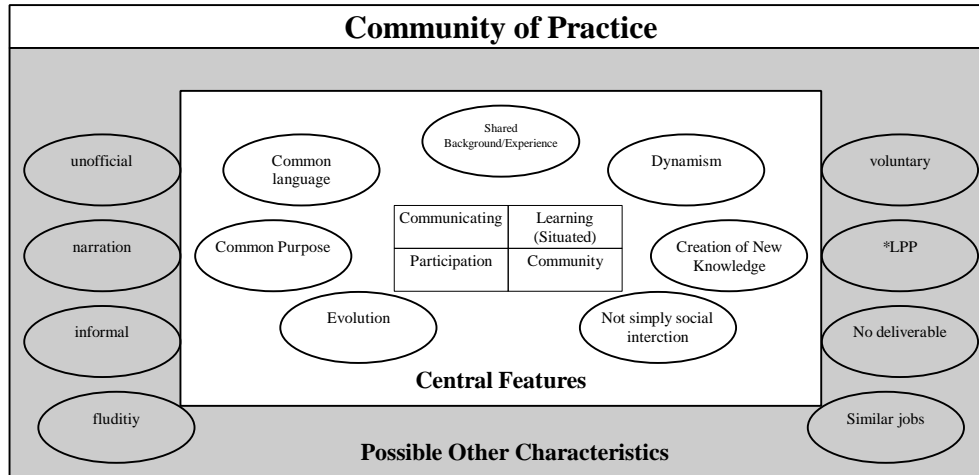 Community of Practice
Shared
Background/Experience
unofficial
Common
language
Dynamism
voluntary
Communicating
Learning
(Situated)
narration
Common Purpose
Participation
Community
Creation of New
Knowledge
*LPP
informal
Evolution
Not simply social
interction
No deliverable
Central Features
fluditiy
Similar jobs
Possible Other Characteristics